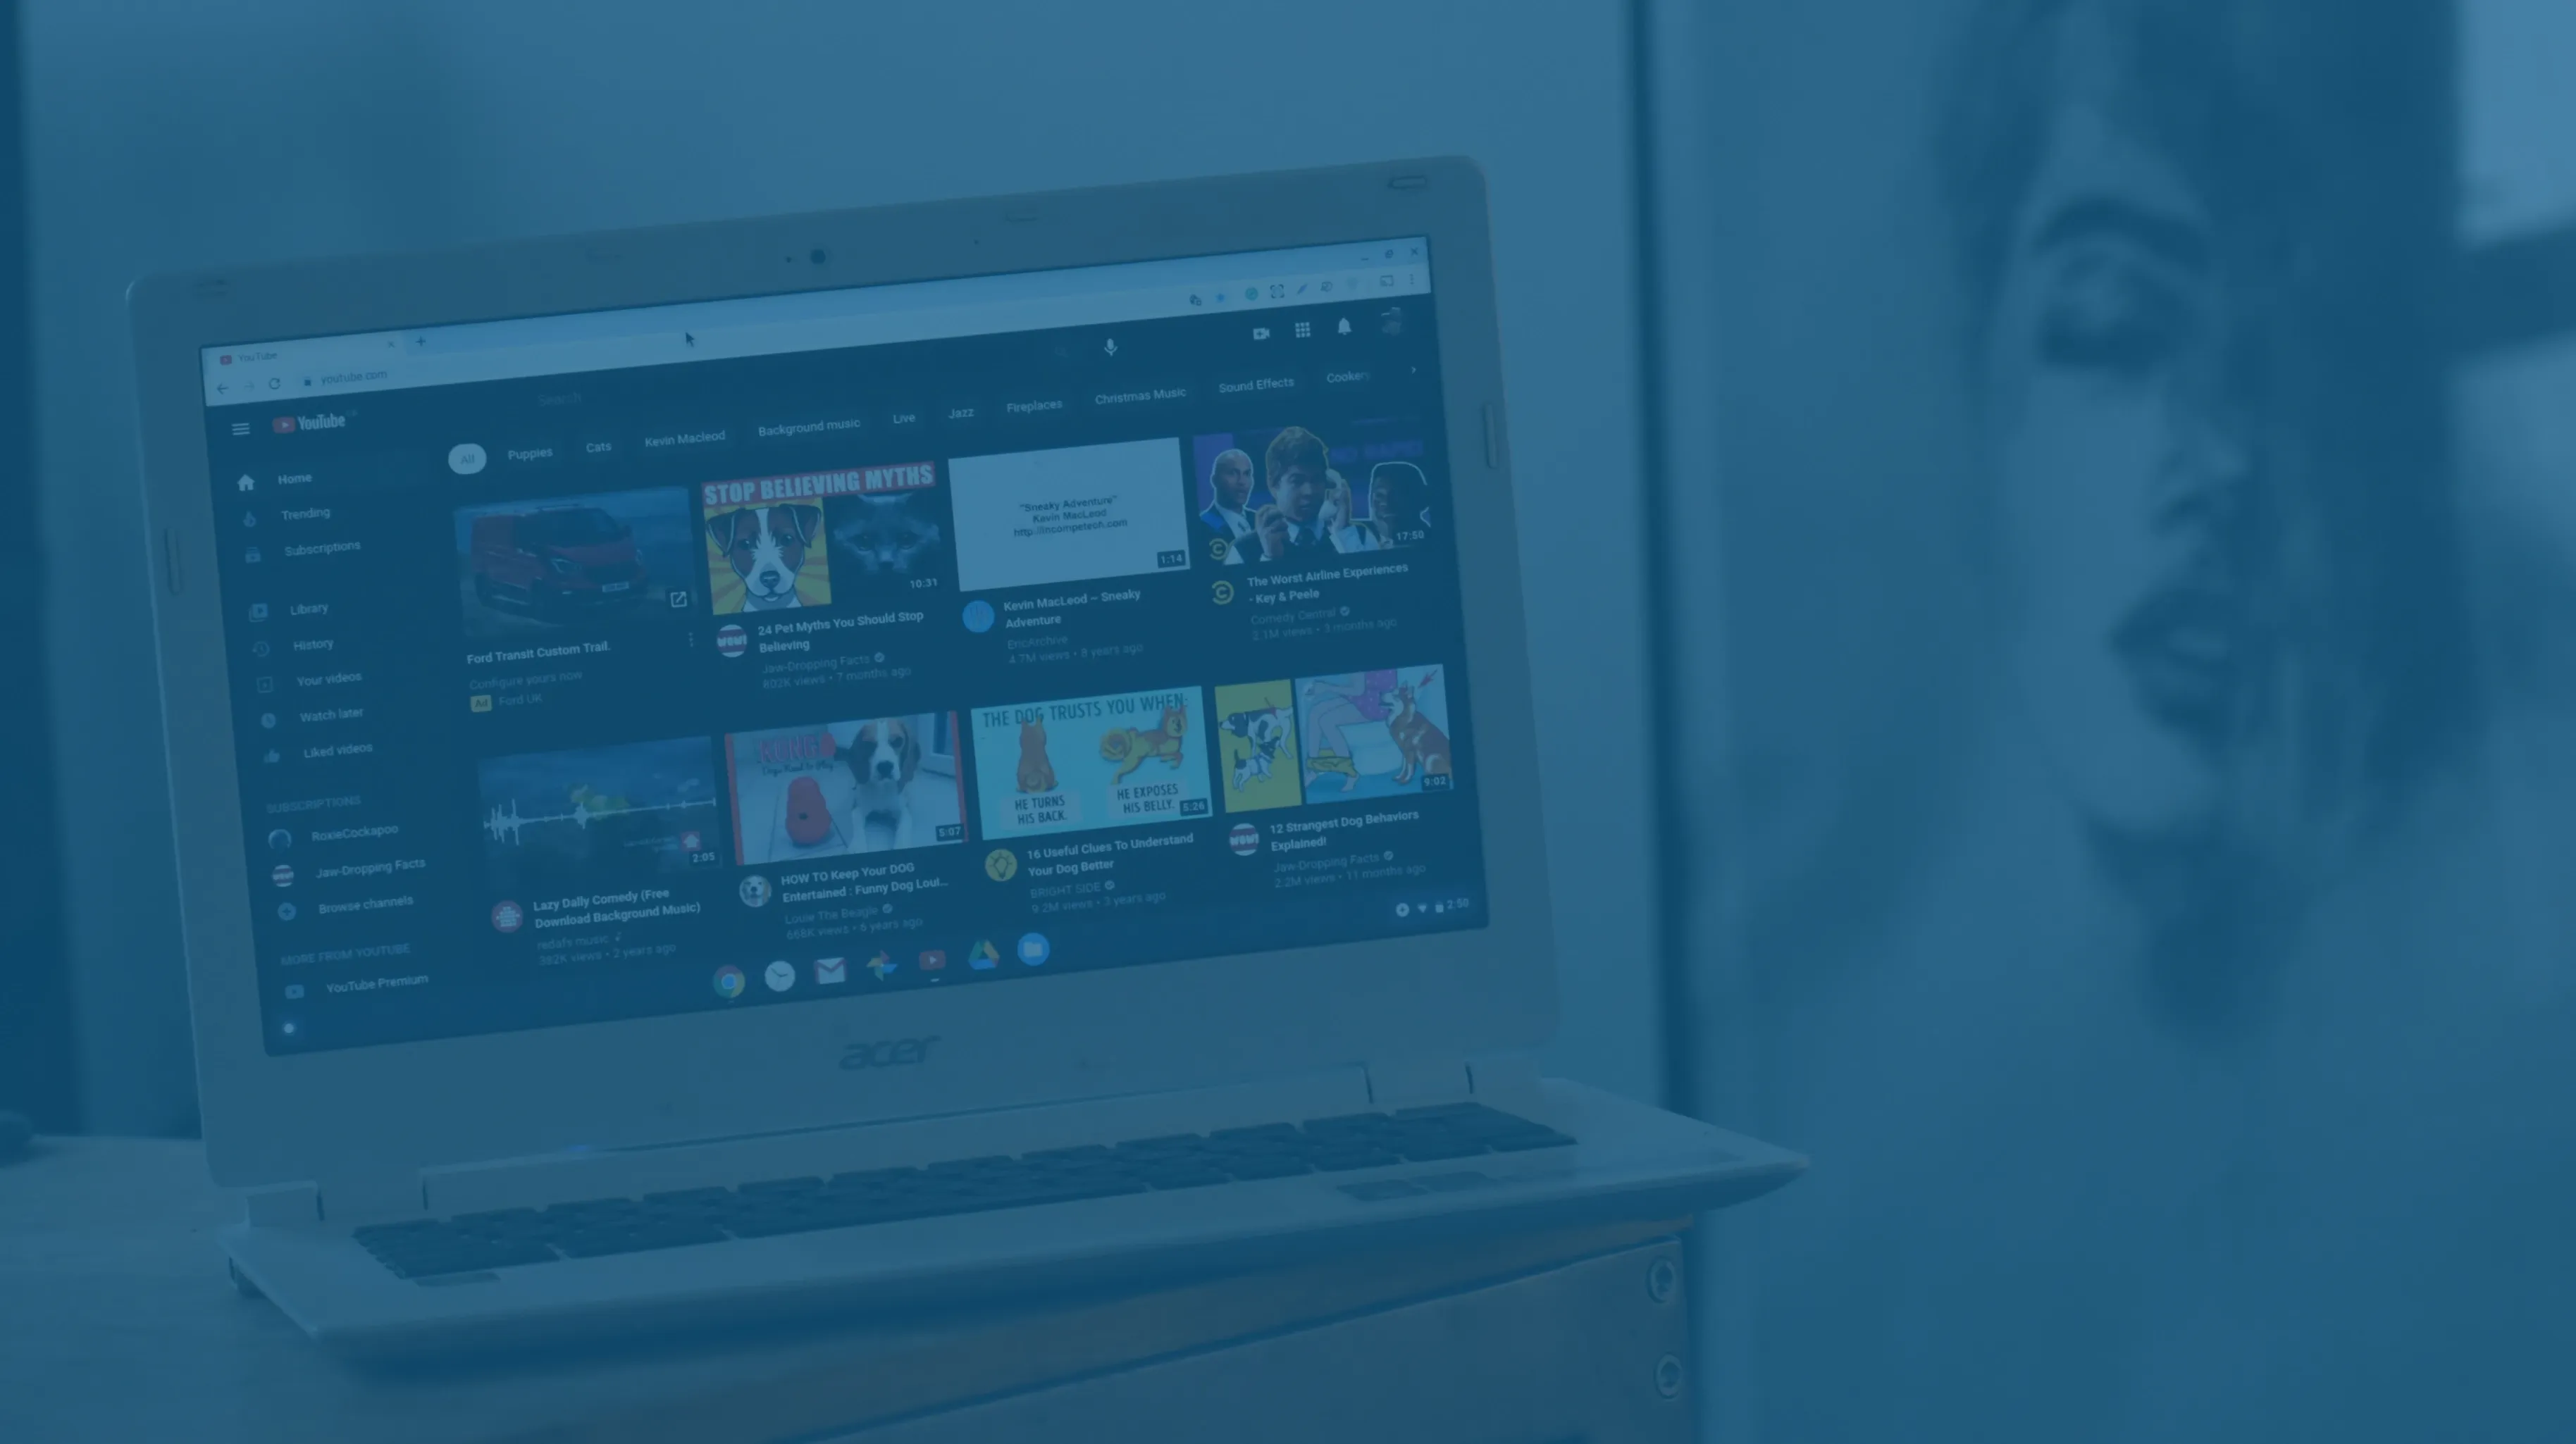 YouTube
youtube.com
YouTube
Search
All
Puppies
Cats
Kevin Macleod
Background music
Live
Jazz
Fireplaces
Christmas Music
Sound Effects
Cookery
Home
Trending
Subscriptions
Library
History
Your videos
Watch later
Liked videos
SUBSCRIPTIONS
RoxieCockapoo
Jaw-Dropping Facts
Browse channels
MORE FROM YOUTUBE
YouTube Premium
Ford Transit Custom Trail.
Configure yours now
Ad Ford UK
STOP BELIEVING MYTHS
10:31
WOW!
24 Pet Myths You Should Stop
Believing
Jaw-Dropping Facts
802K views • 7 months ago
"Sneaky Adventure"
Kevin MacLeod
http://incompetech.com
1:14
Kevin MacLeod – Sneaky
Adventure
EricArchive
4.7M views • 8 years ago
17:50
The Worst Airline Experiences
- Key & Peele
Comedy Central
2.1M views • 3 months ago
2:05
Lazy Dally Comedy (Free
Download Background Music)
redafs music
382K views • 2 years ago
KONG
5:07
HOW TO Keep Your DOG
Entertained : Funny Dog Loui...
Louie The Beagle
668K views • 6 years ago
THE DOG TRUSTS YOU WHEN:
HE TURNS
HIS BACK.
HE EXPOSES
HIS BELLY.
5:26
16 Useful Clues To Understand
Your Dog Better
BRIGHT SIDE
9.2M views • 3 years ago
9:02
WOW!
12 Strangest Dog Behaviors
Explained!
Jaw-Dropping Facts
2.2M views • 11 months ago
2:50
acer